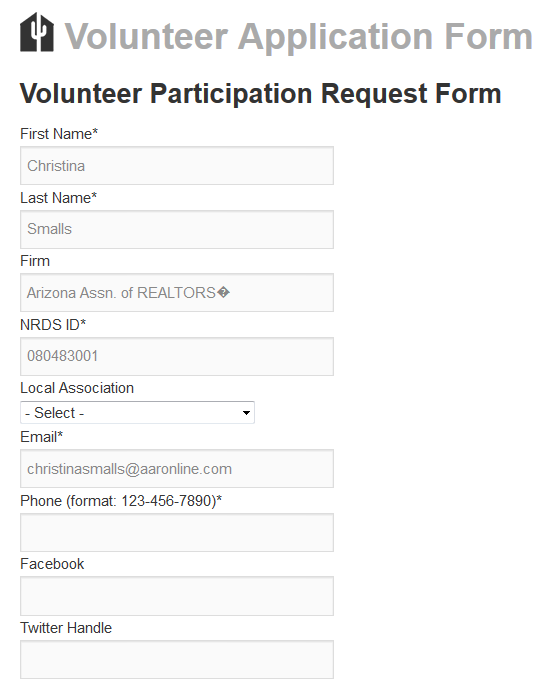 Volunteer Application Form
Volunteer Participation Request Form
First Name*
Christina
Last Name*
Smalls
Firm
Arizona Assn. of REALTORS�
NRDS ID*
080483001
Local Association
- Select -
Email*
christinasmalls@aaronline.com
Phone (format: 123-456-7890)*
Facebook
Twitter Handle